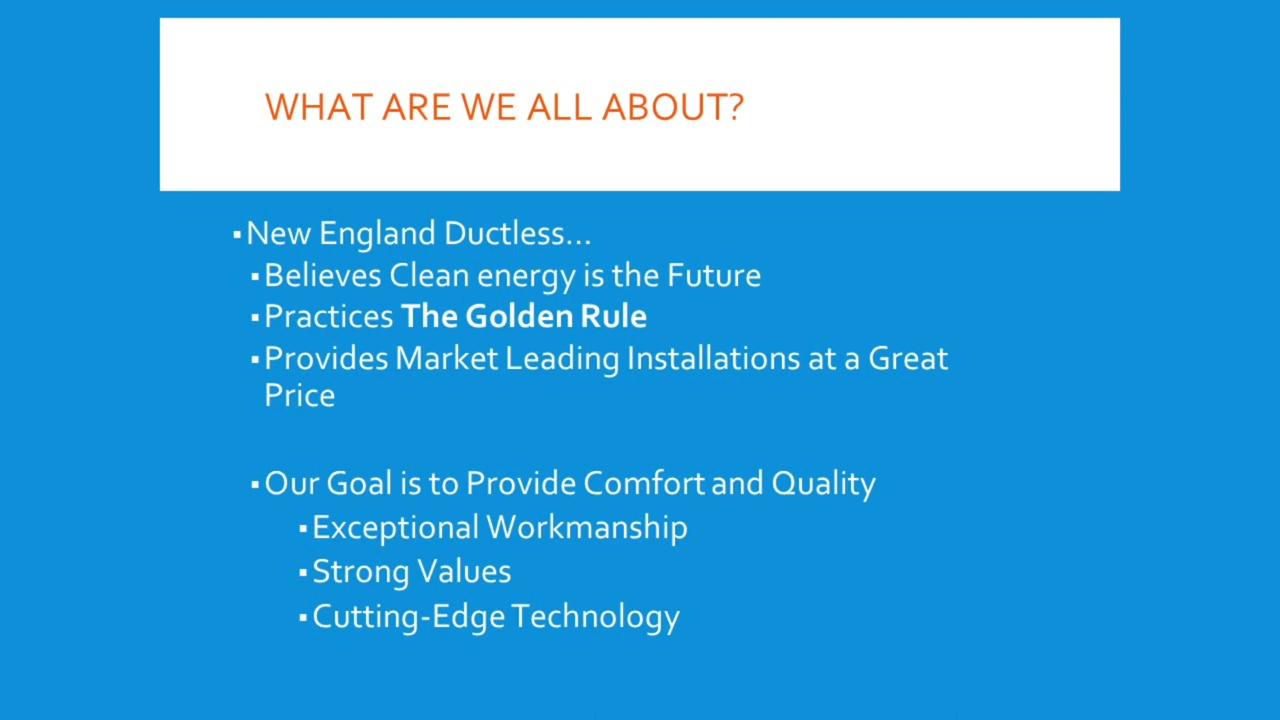 WHAT ARE WE ALL ABOUT?
▪New England Ductless...
▪Believes Clean energy is the Future
▪Practices The Golden Rule
▪Provides Market Leading Installations at a Great
Price
▪Our Goal is to Provide Comfort and Quality
▪Exceptional Workmanship
▪Strong Values
▪Cutting-Edge Technology